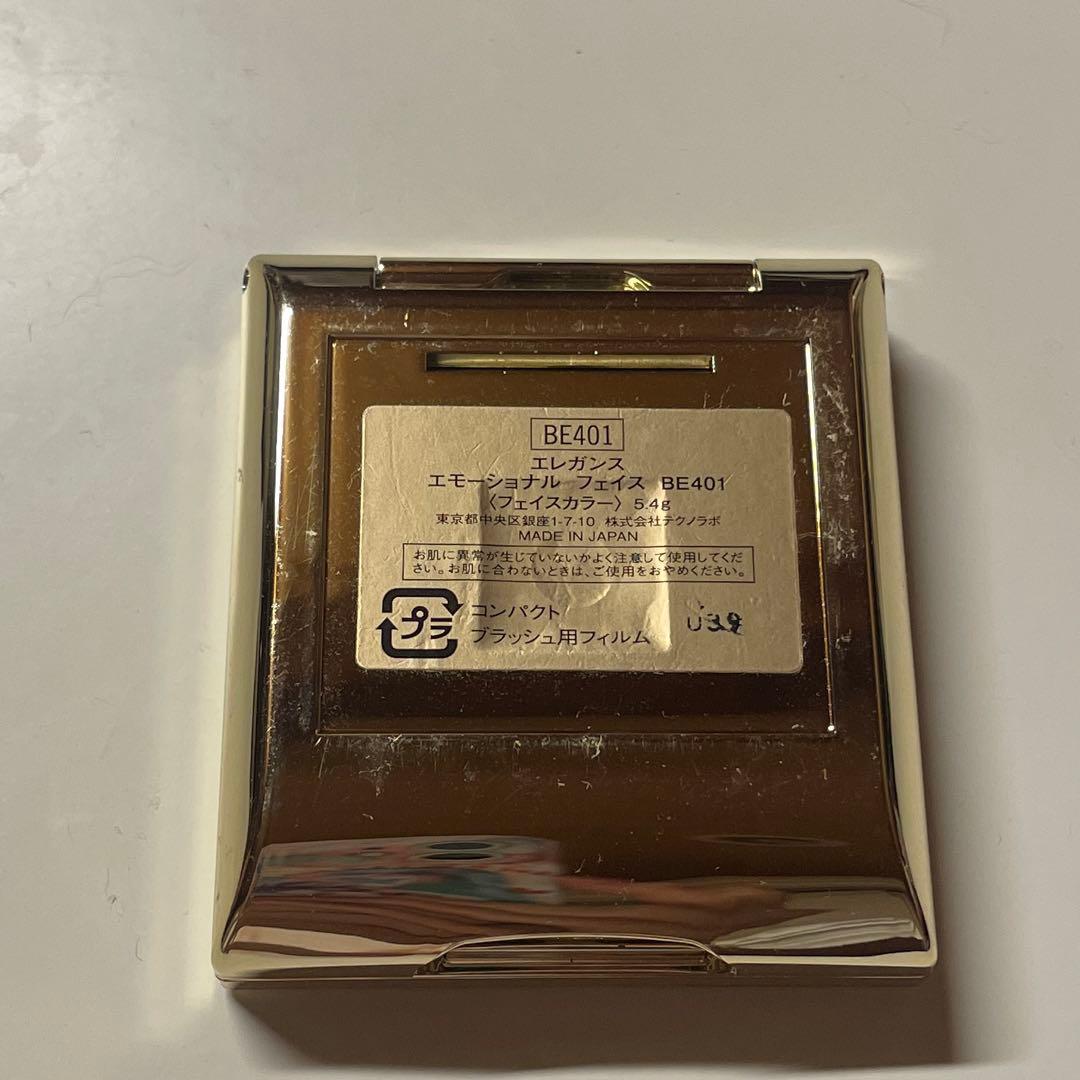 BE401
エレガンス
エモーショナル フェイス BE401
〈フェイスカラー〉 5.4g
東京都中央区銀座1-7-10 株式会社テクノラボ
MADE IN JAPAN
お肌に異常が生じていないかよく注意して使用してくだ
さい。お肌に合わないときは、ご使用をおやめください。
プラ
コンパクト
ブラッシュ用フィルム